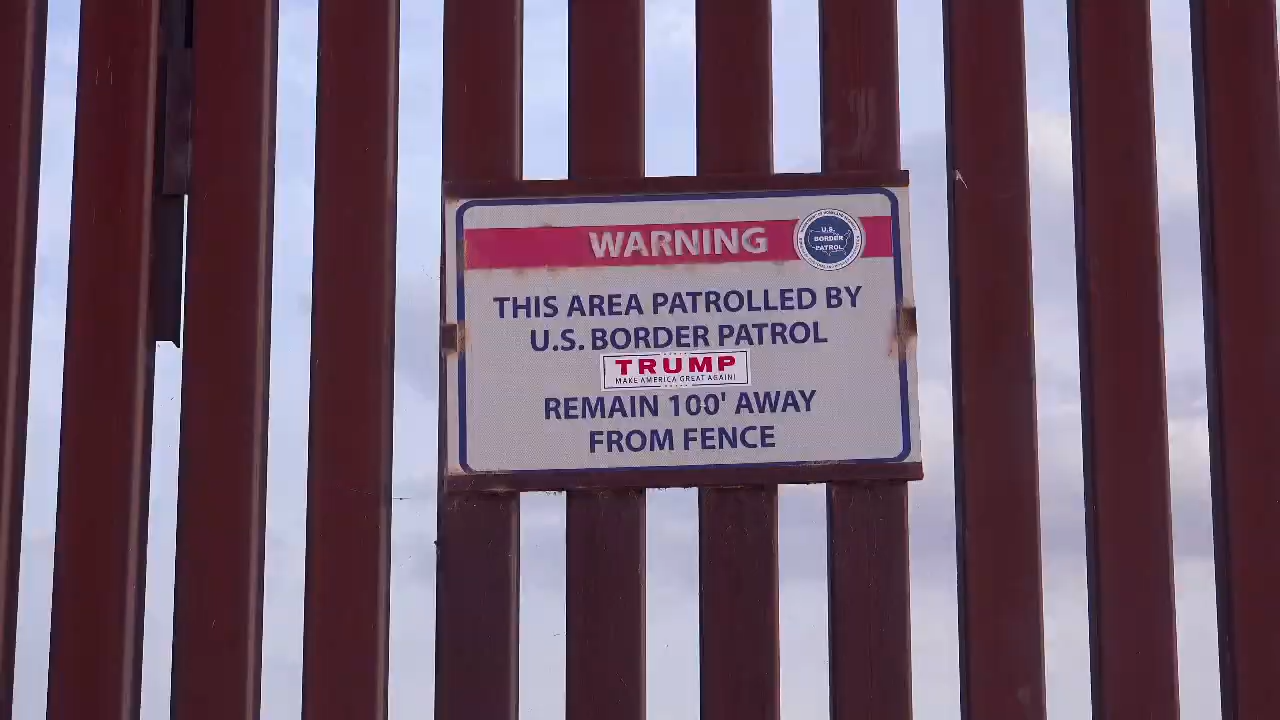 WARNING
U.S.
BORDER
PATROL
THIS AREA PATROLLED BY
U.S. BORDER PATROL
TRUMP
MAKE AMERICA GREAT AGAIN!
REMAIN 100' AWAY
FROM FENCE